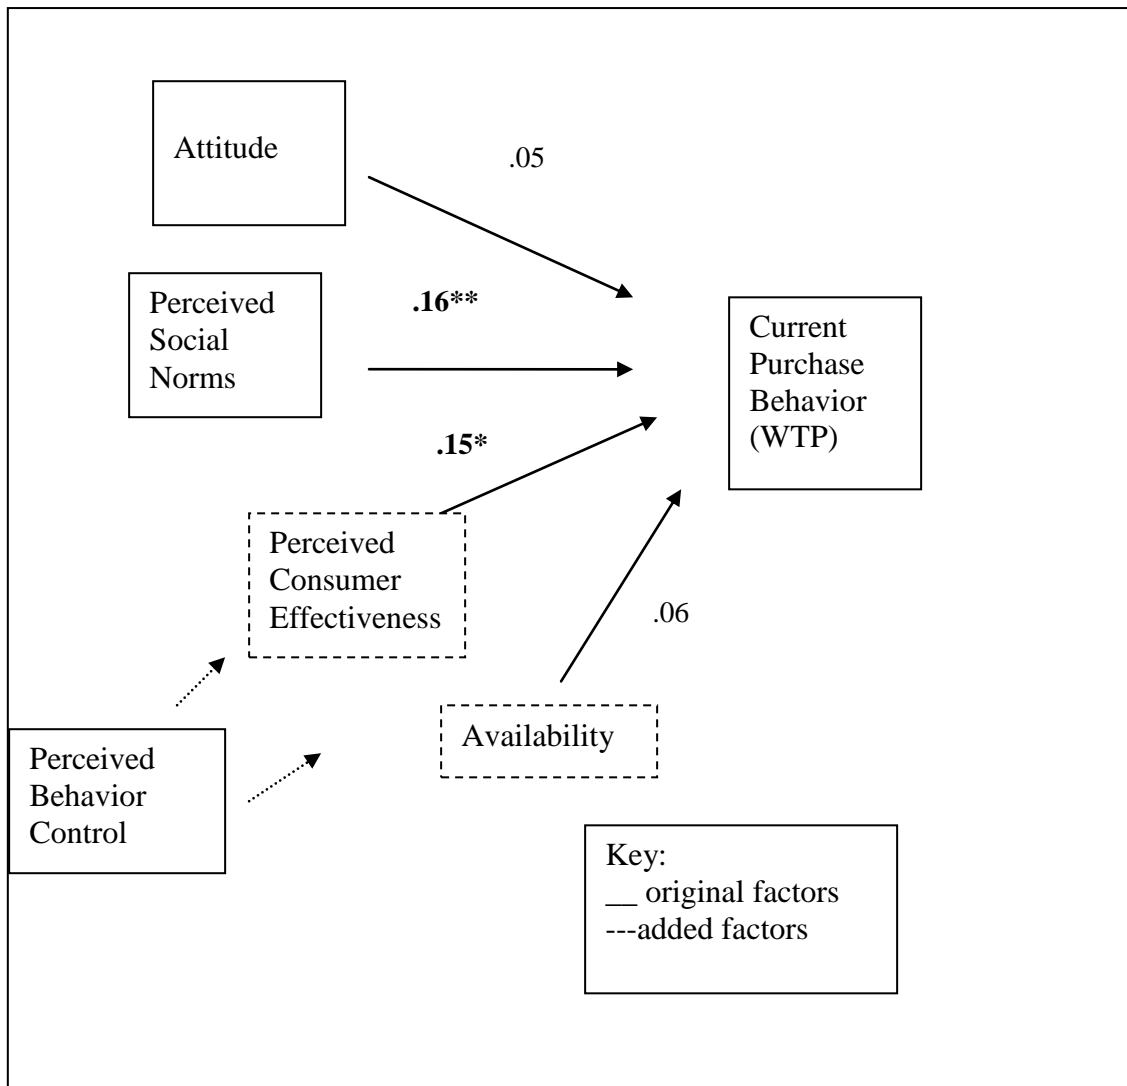 Attitude
.05
Perceived
Social
Norms
.16**
Current
Purchase
Behavior
(WTP)
.15*
Perceived
Consumer
Effectiveness
.06
Availability
Perceived
Behavior
Control
Key:
__ original factors
---added factors